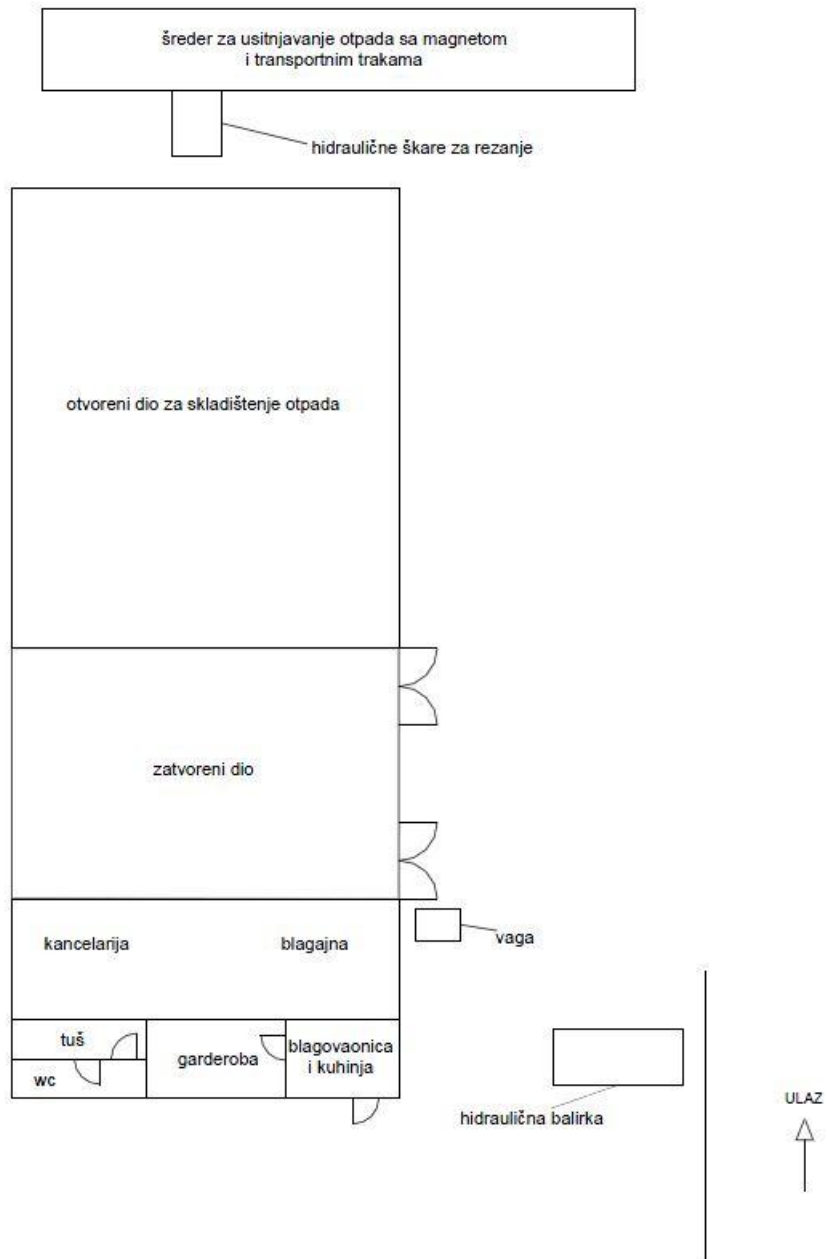 šreder za usitnjavanje otpada sa magnetom
i transportnim trakama
hidraulične škare za rezanje
otvoreni dio za skladištenje otpada
zatvoreni dio
kancelarija
blagajna
vaga
tuš
wc
garderoba
blagovaonica
i kuhinja
hidraulična balirka
ULAZ